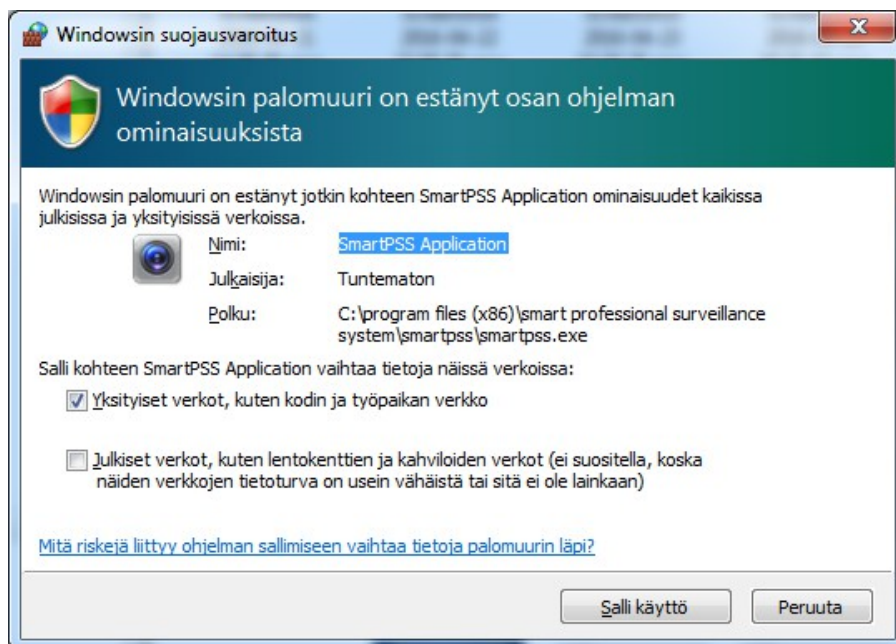 Windowsin suojausvaroitus
Windowsin palomuuri on estänyt osan ohjelman
ominaisuuksista
Windowsin palomuuri on estänyt jotkin kohteen SmartPSS Application ominaisuudet kaikissa
julkisissa ja yksityisissä verkoissa.
Nimi: SmartPSS Application
Julkaisija: Tuntematon
Polku: C:\program files (x86)\smart professional surveillance
system\smartpss\smartpss.exe
Salli kohteen SmartPSS Application vaihtaa tietoja näissä verkoissa:
Yksityiset verkot, kuten kodin ja työpaikan verkko
Julkiset verkot, kuten lentokenttien ja kahviloiden verkot (ei suositella, koska
näiden verkkojen tietoturva on usein vähäistä tai sitä ei ole lainkaan)
Mitä riskejä liittyy ohjelman sallimiseen vaihtaa tietoja palomuurin läpi?
Salli käyttö Peruuta